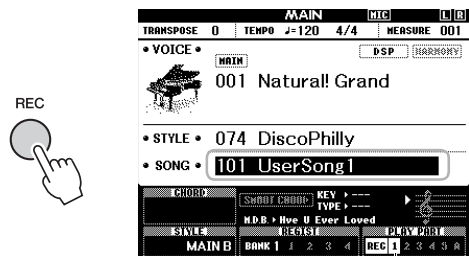 MAIN MIC L R
TRANSPOSE 0 TEMPO ♩=120 4/4 MEASURE 001
• VOICE • DSP HARMONY
MAIN
001 Natural! Grand
REC
• STYLE • 074 DiscoPhilly
• SONG • 101 UserSong1
CHORD SMART CHORD KEY ▸ ---
TYPE ▸ ---
M.D.B. ▸ Hve U Ever Loved
STYLE REGIST PLAY PART
MAIN B BANK 1 1 2 3 4 REC 1 2 3 4 5 A